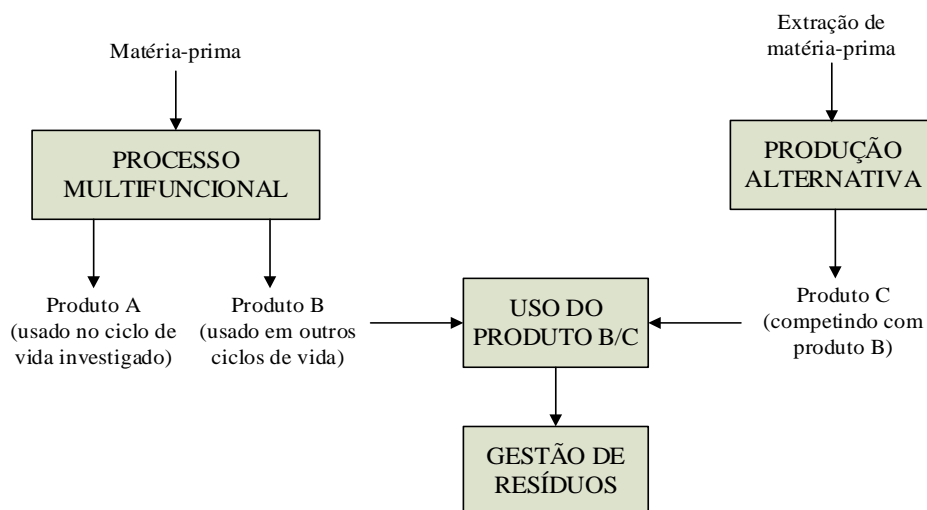 Matéria-prima
PROCESSO
MULTIFUNCIONAL
Produto A
(usado no ciclo de
vida investigado)
Produto B
(usado em outros
ciclos de vida)
USO DO
PRODUTO B/C
GESTÃO DE
RESÍDUOS
Extração de
matéria-prima
PRODUÇÃO
ALTERNATIVA
Produto C
(competindo com
produto B)